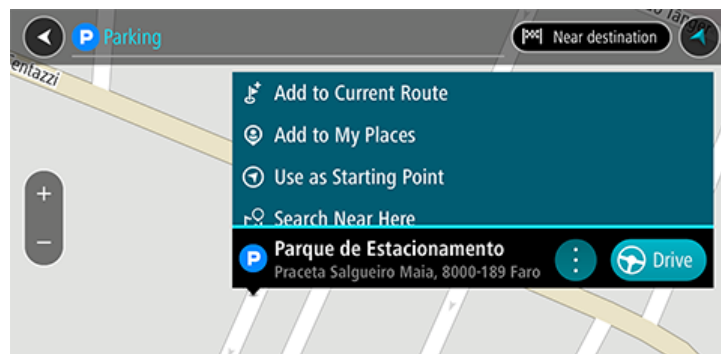 P Parking
Near destination
entazzi
Add to Current Route
Add to My Places
Use as Starting Point
Search Near Here
P Parque de Estacionamento
Praceta Salgueiro Maia, 8000-189 Faro
Drive
+
−